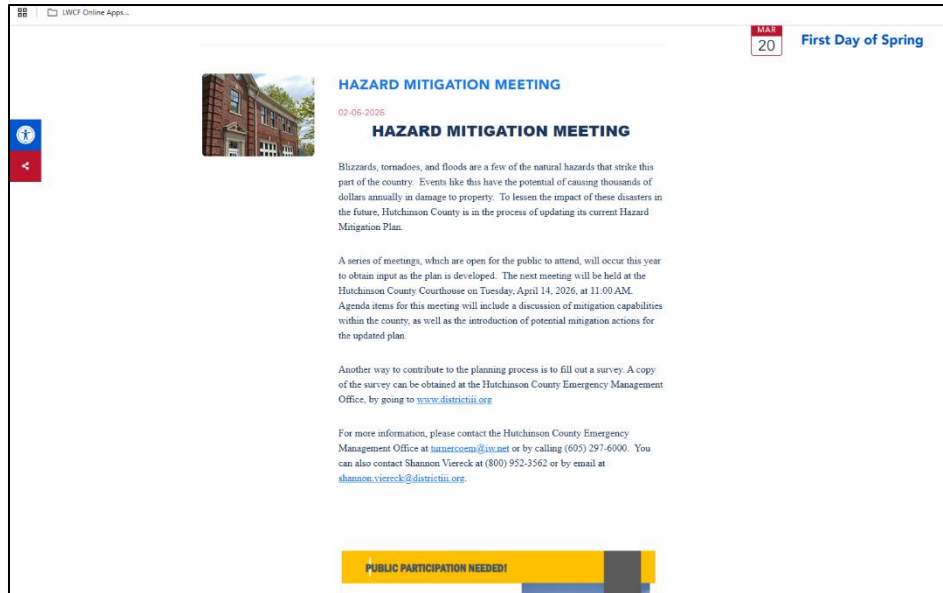 LWCF Online Apps...
MAR
20
First Day of Spring
HAZARD MITIGATION MEETING
02-06-2026
HAZARD MITIGATION MEETING
Blizzards, tornadoes, and floods are a few of the natural hazards that strike this
part of the country.  Events like this have the potential of causing thousands of
dollars annually in damage to property.  To lessen the impact of these disasters in
the future, Hutchinson County is in the process of updating its current Hazard
Mitigation Plan.
A series of meetings, which are open for the public to attend, will occur this year
to obtain input as the plan is developed.  The next meeting will be held at the
Hutchinson County Courthouse on Tuesday, April 14, 2026, at 11:00 AM.
Agenda items for this meeting will include a discussion of mitigation capabilities
within the county, as well as the introduction of potential mitigation actions for
the updated plan.
Another way to contribute to the planning process is to fill out a survey. A copy
of the survey can be obtained at the Hutchinson County Emergency Management
Office, by going to www.districtiii.org
For more information, please contact the Hutchinson County Emergency
Management Office at turnercoem@iw.net or by calling (605) 297-6000.  You
can also contact Shannon Viereck at (800) 952-3562 or by email at
shannon.viereck@districtiii.org.
PUBLIC PARTICIPATION NEEDED!